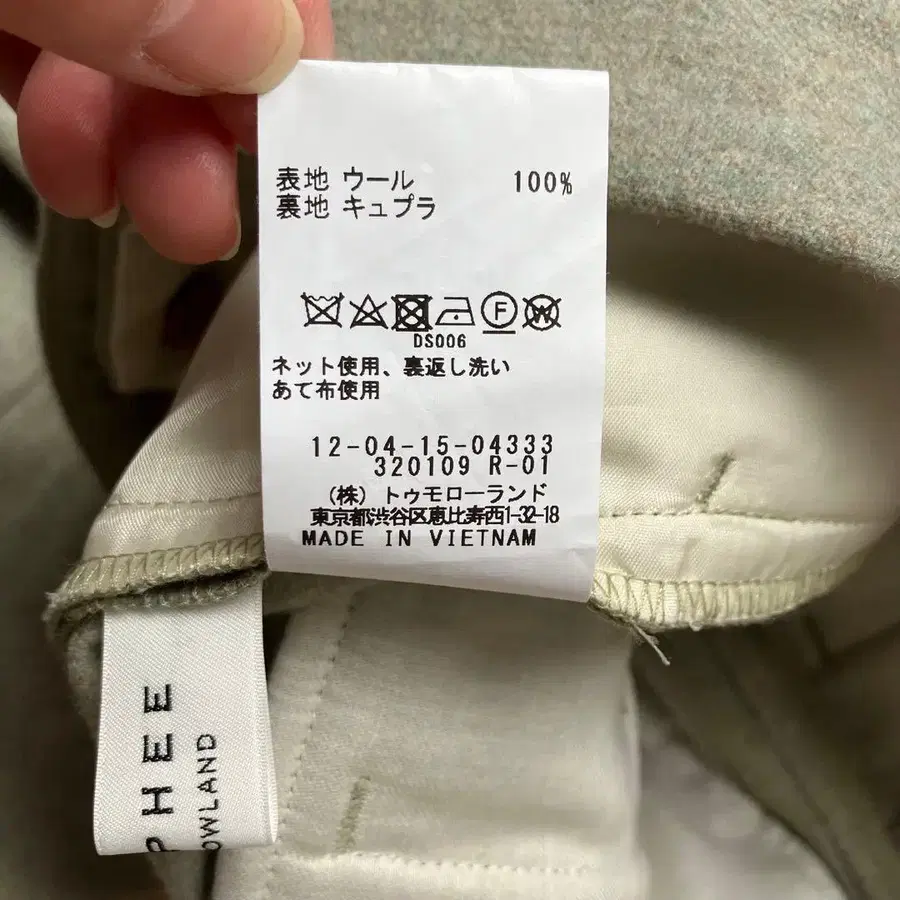 表地 ウール 100%
裏地 キュプラ
F W
DS006
ネット使用、裏返し洗い
あて布使用
12-04-15-04333
320109 R-01
(株) トゥモローランド
東京都渋谷区恵比寿西1-32-18
MADE IN VIETNAM
PHEE
OWLAND